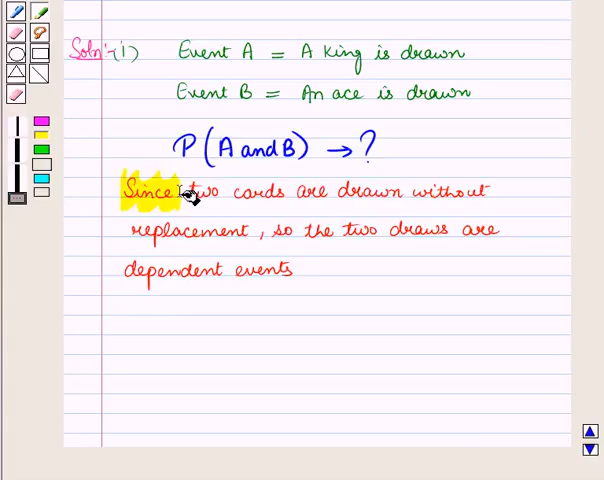 Soln:-(i) Event A = A king is drawn
Event B = An ace is drawn
P(A and B) → ?
Since two cards are drawn without
replacement, so the two draws are
dependent events